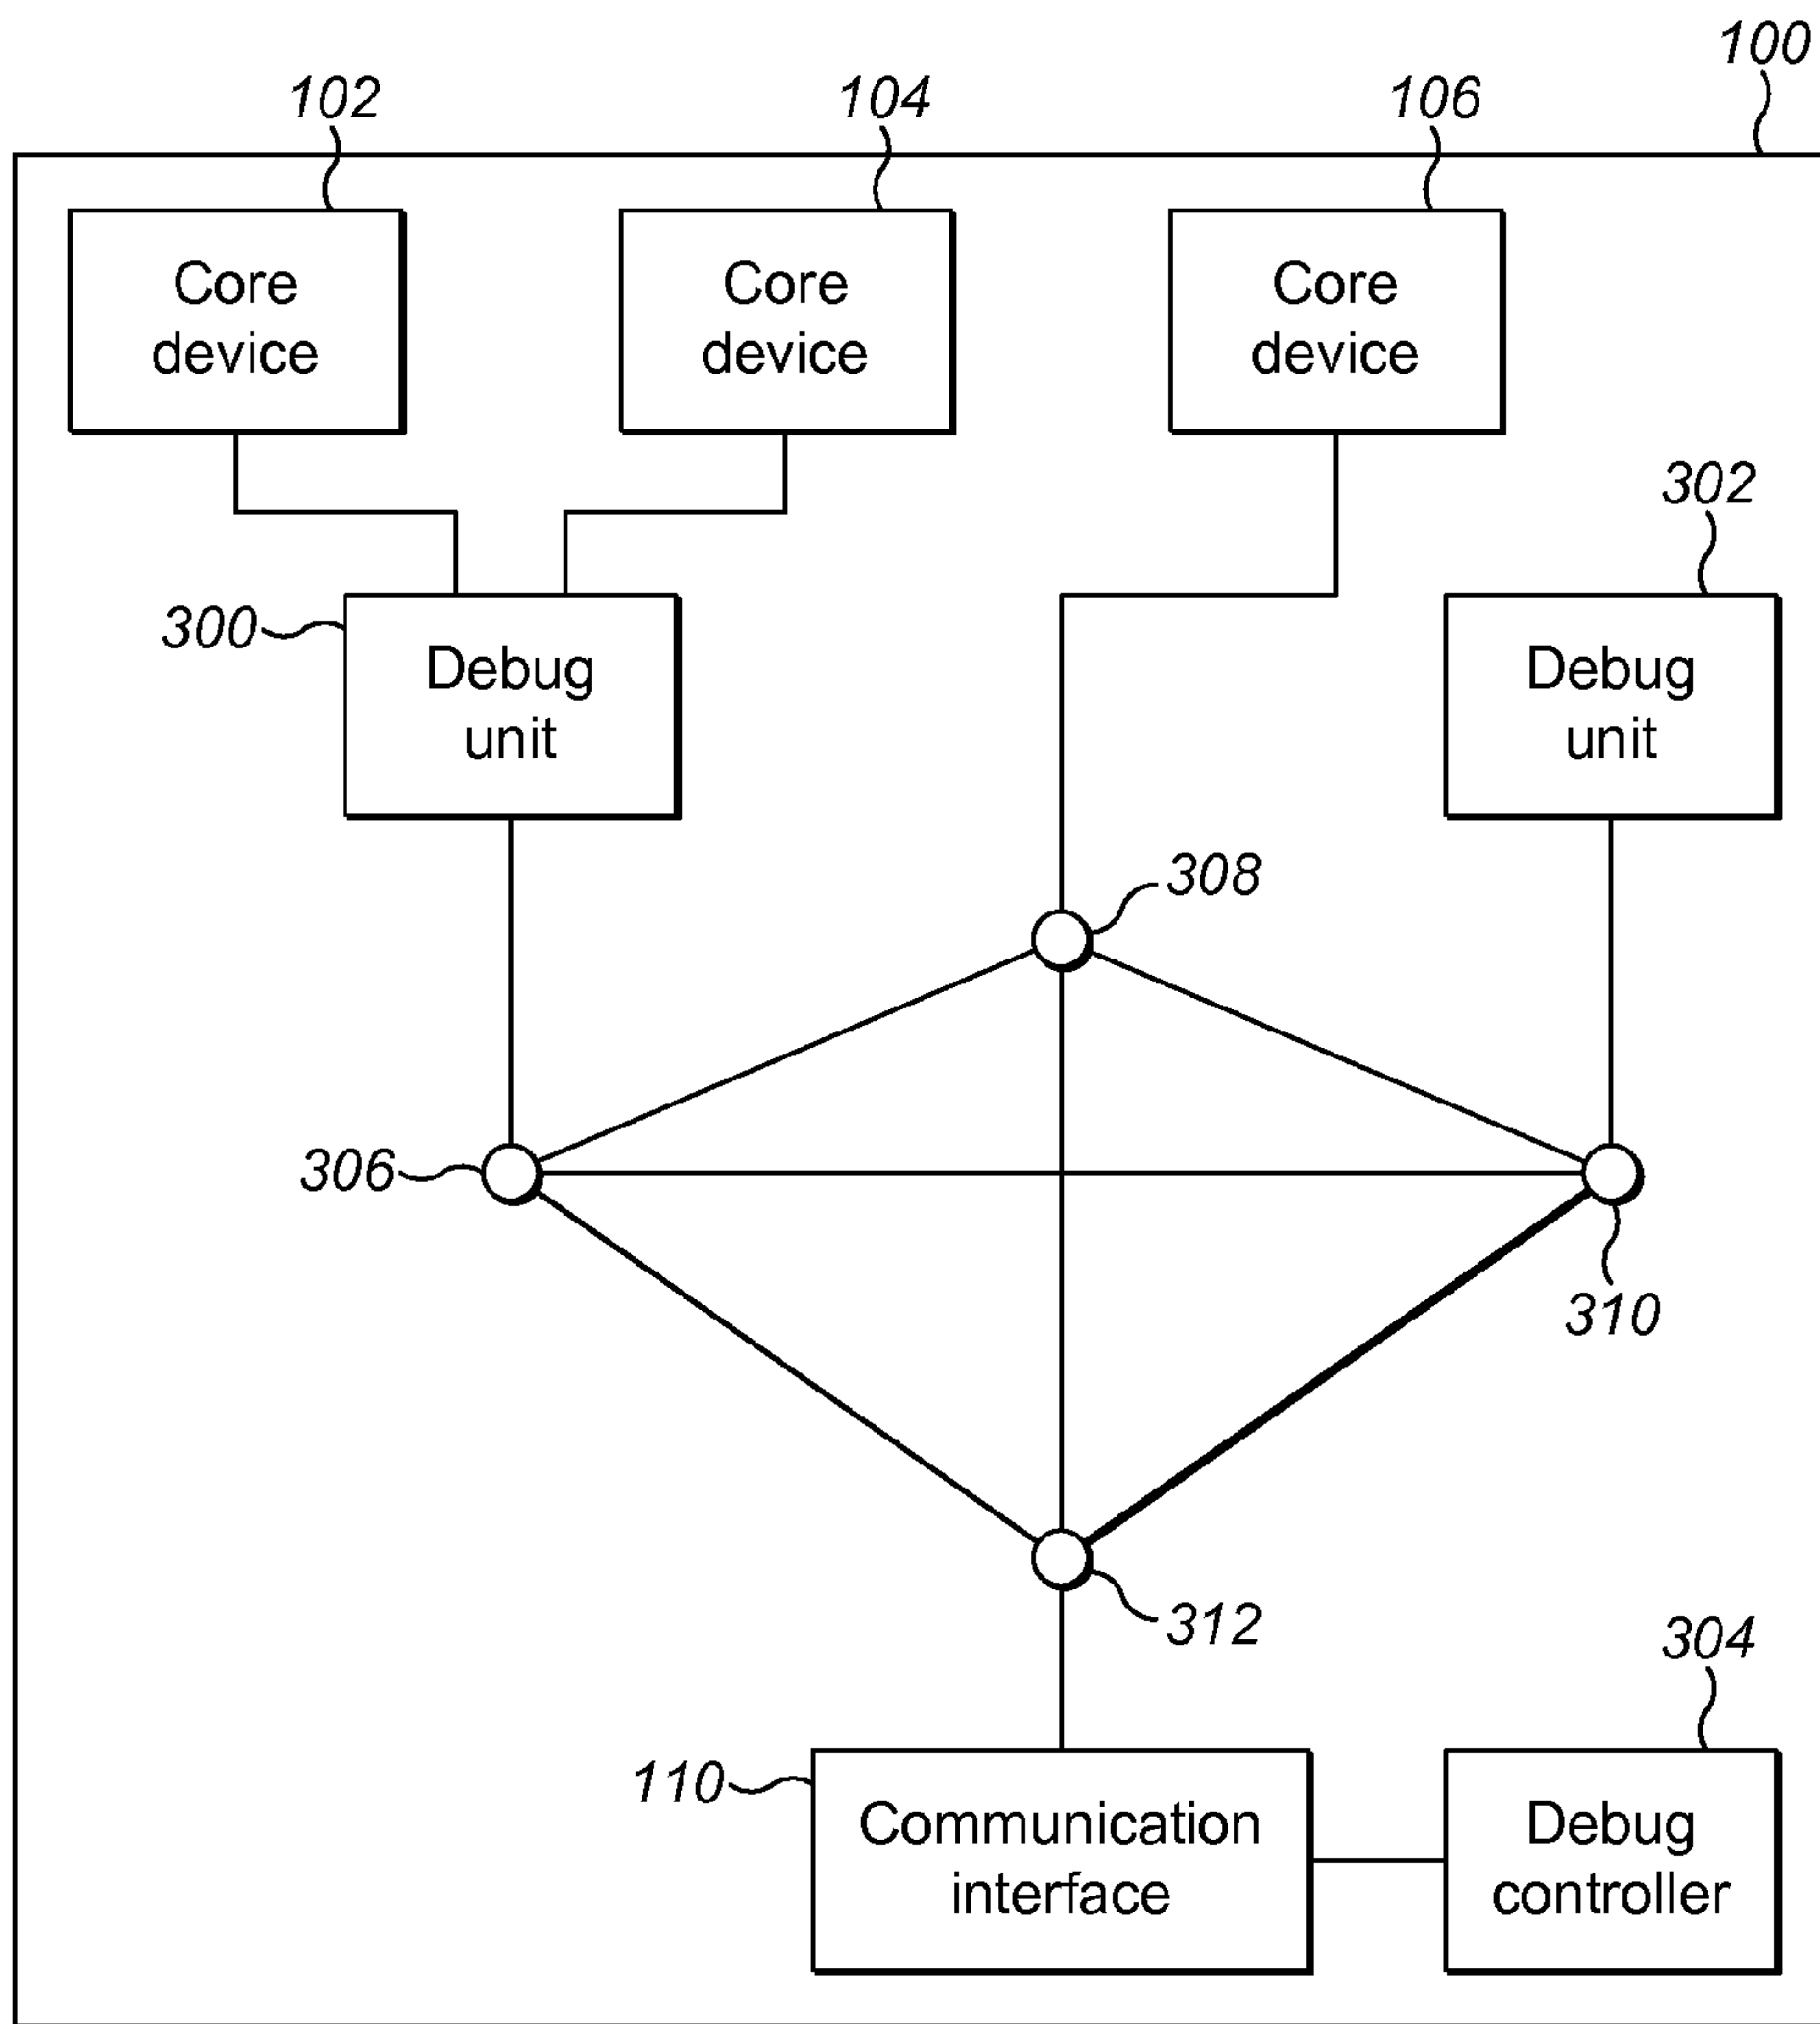 100
102
104
106
Core
device
Core
device
Core
device
302
300
Debug
unit
Debug
unit
308
306
310
312
304
110
Communication
interface
Debug
controller